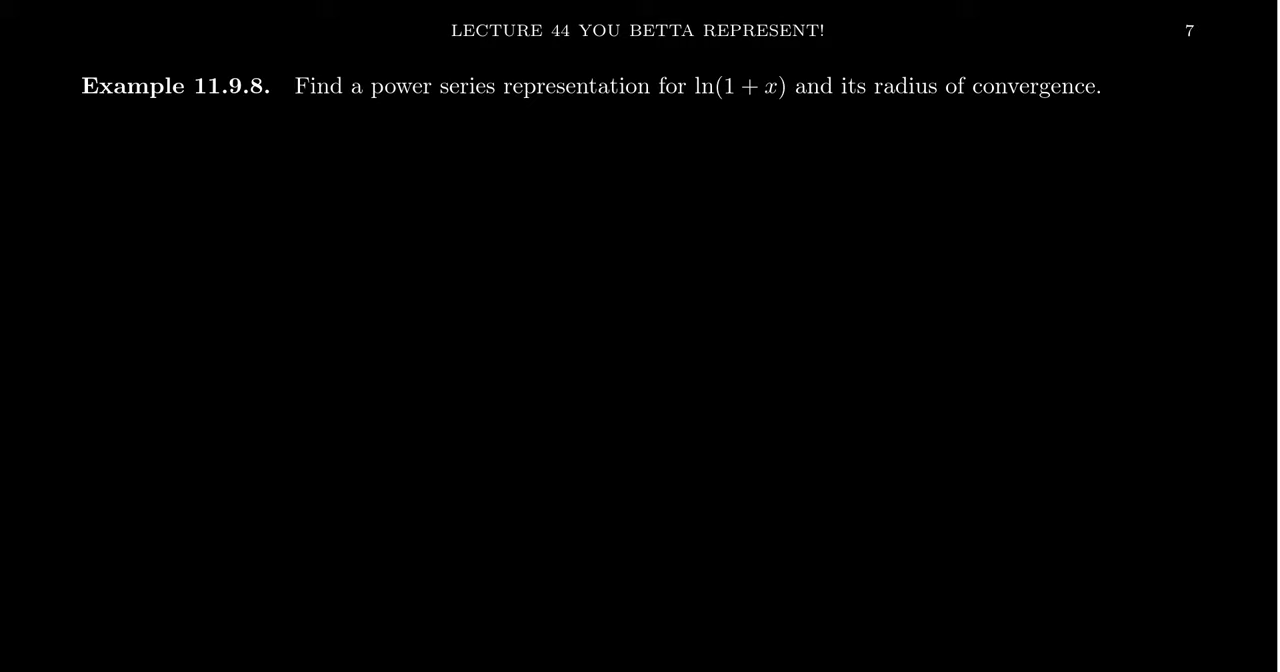 LECTURE 44 YOU BETTA REPRESENT!
7
Example 11.9.8. Find a power series representation for ln(1 + x) and its radius of convergence.